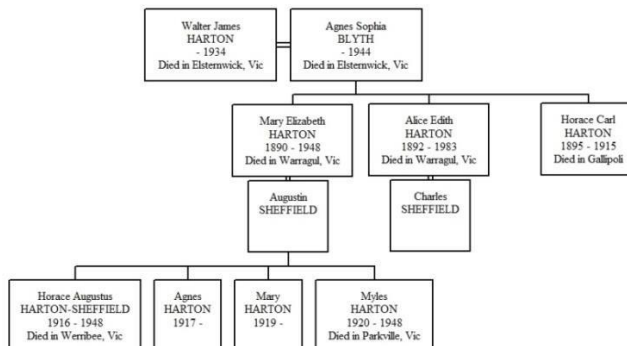 Walter James
HARTON
- 1934
Died in Elsternwick, Vic
Agnes Sophia
BLYTH
- 1944
Died in Elsternwick, Vic
Mary Elizabeth
HARTON
1890 - 1948
Died in Warragul, Vic
Alice Edith
HARTON
1892 - 1983
Died in Warragul, Vic
Horace Carl
HARTON
1895 - 1915
Died in Gallipoli
Augustin
SHEFFIELD
Charles
SHEFFIELD
Horace Augustus
HARTON-SHEFFIELD
1916 - 1948
Died in Werribee, Vic
Agnes
HARTON
1917 -
Mary
HARTON
1919 -
Myles
HARTON
1920 - 1948
Died in Parkville, Vic